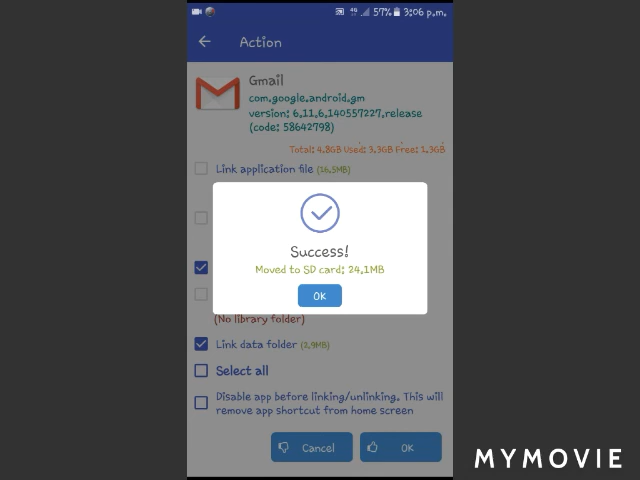 4G 57% 3:06 p.m.
Action
Gmail
com.google.android.gm
version: 6.11.6.140557227.release
(code: 58642798)
Total: 4.8GB Used: 3.3GB Free: 1.3GB
Link application file (16.5MB)
Success!
Moved to SD card: 24.1MB
OK
(No library folder)
Link data folder (2.9MB)
Select all
Disable app before linking/unlinking. This will
remove app shortcut from home screen
Cancel OK
MYMOVIE